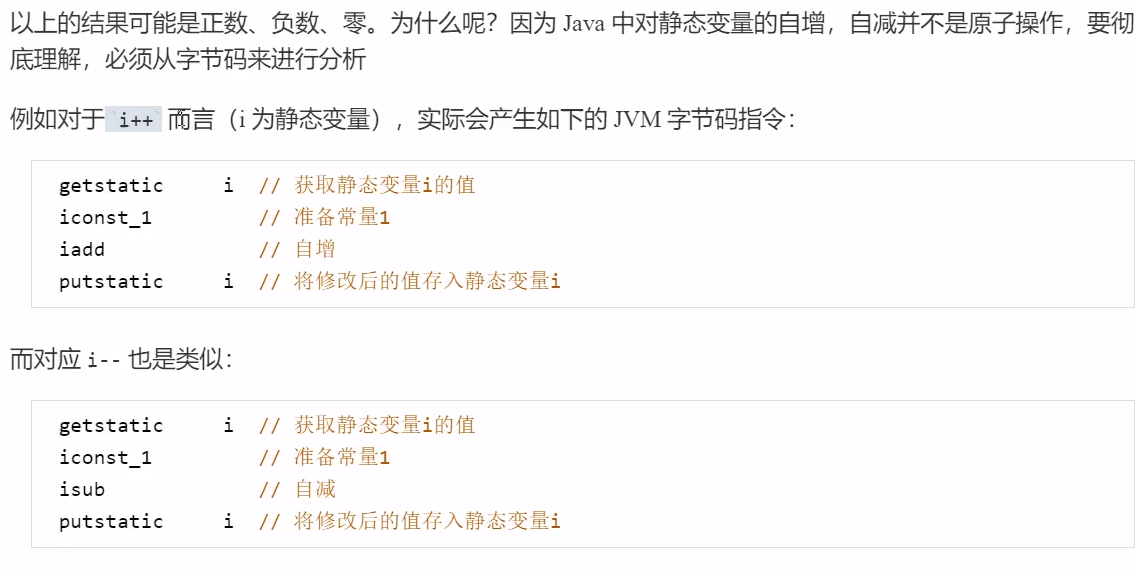 以上的结果可能是正数、负数、零。为什么呢？因为 Java 中对静态变量的自增，自减并不是原子操作，要彻
底理解，必须从字节码来进行分析
例如对于`i++` 而言（i 为静态变量），实际会产生如下的 JVM 字节码指令：
getstatic i // 获取静态变量i的值
iconst_1 // 准备常量1
iadd // 自增
putstatic i // 将修改后的值存入静态变量i
而对应 i-- 也是类似：
getstatic i // 获取静态变量i的值
iconst_1 // 准备常量1
isub // 自减
putstatic i // 将修改后的值存入静态变量i